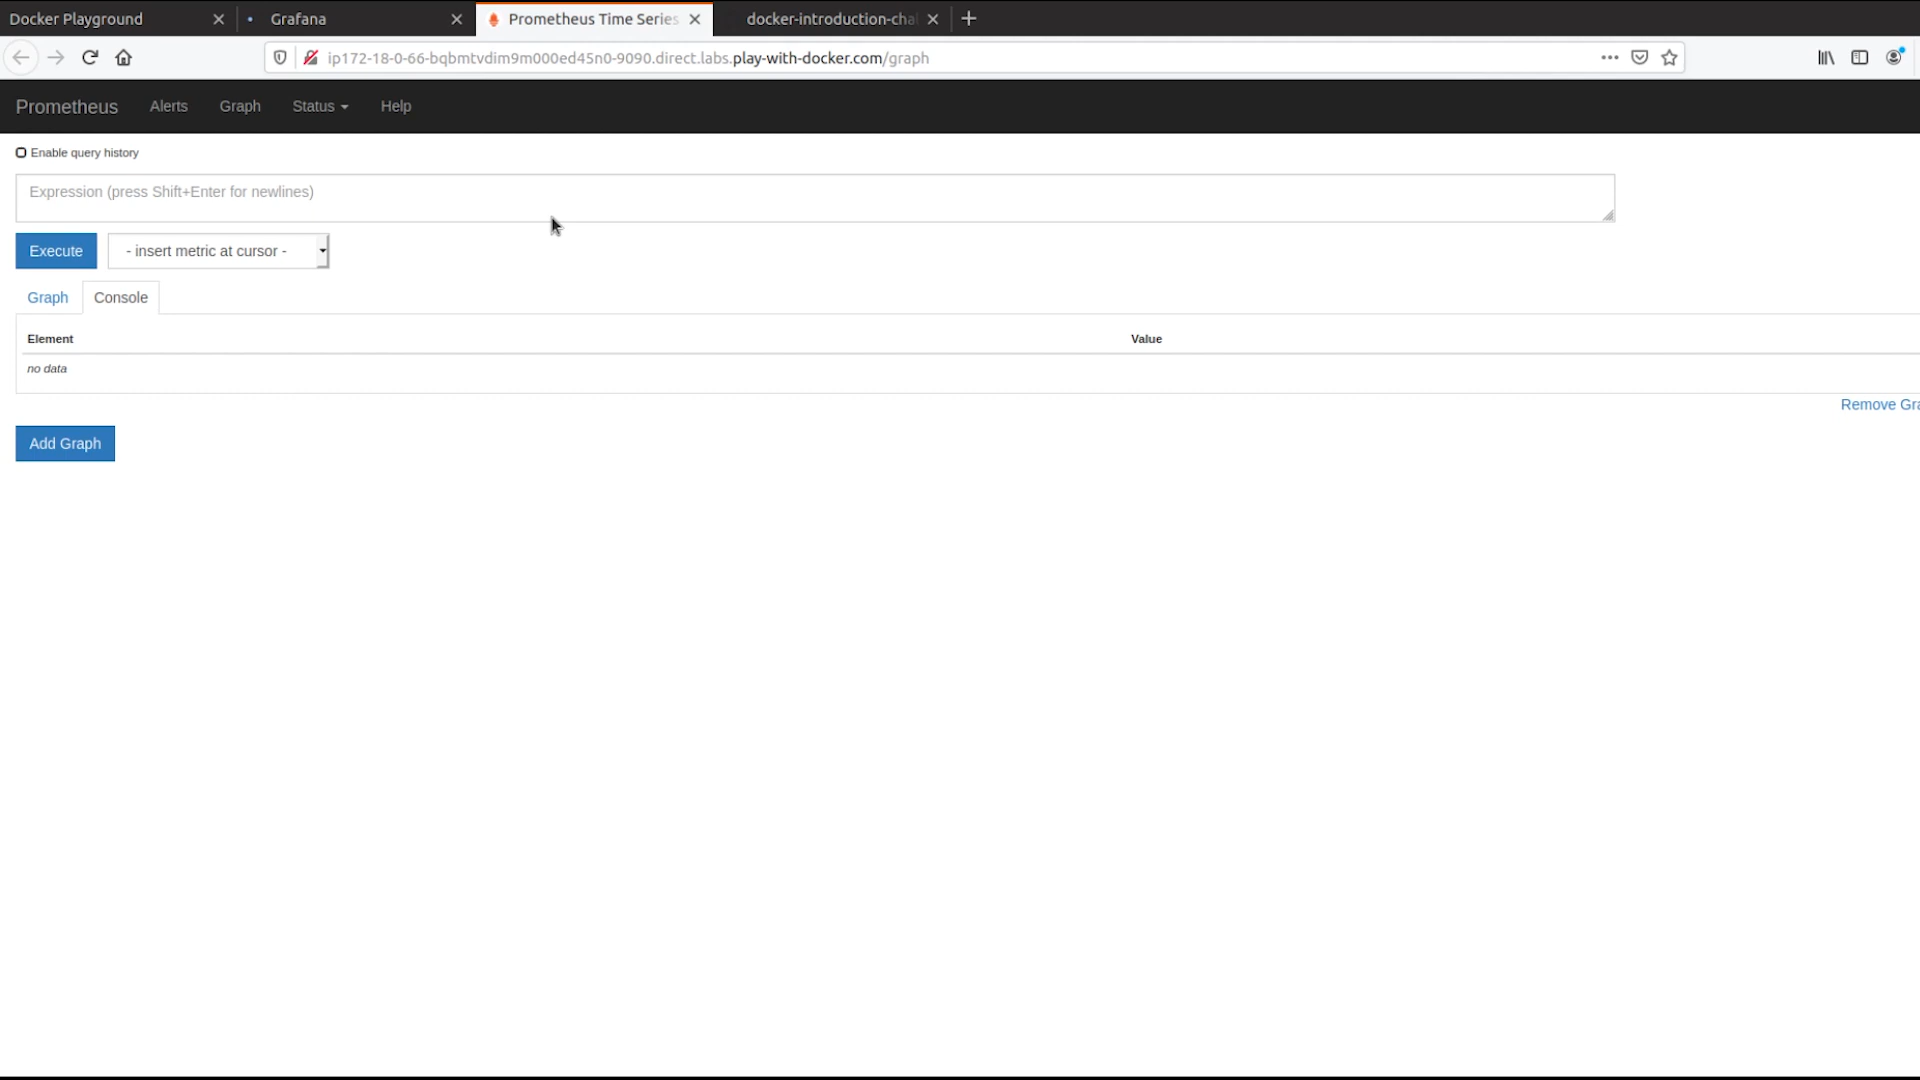 Docker Playground
Grafana
Prometheus Time Series
docker-introduction-cha
ip172-18-0-66-bqbmtvdim9m000ed45n0-9090.direct.labs.play-with-docker.com/graph
Prometheus Alerts Graph Status Help
Enable query history
Expression (press Shift+Enter for newlines)
Execute - insert metric at cursor -
Graph Console
Element Value
no data
Remove Gra
Add Graph